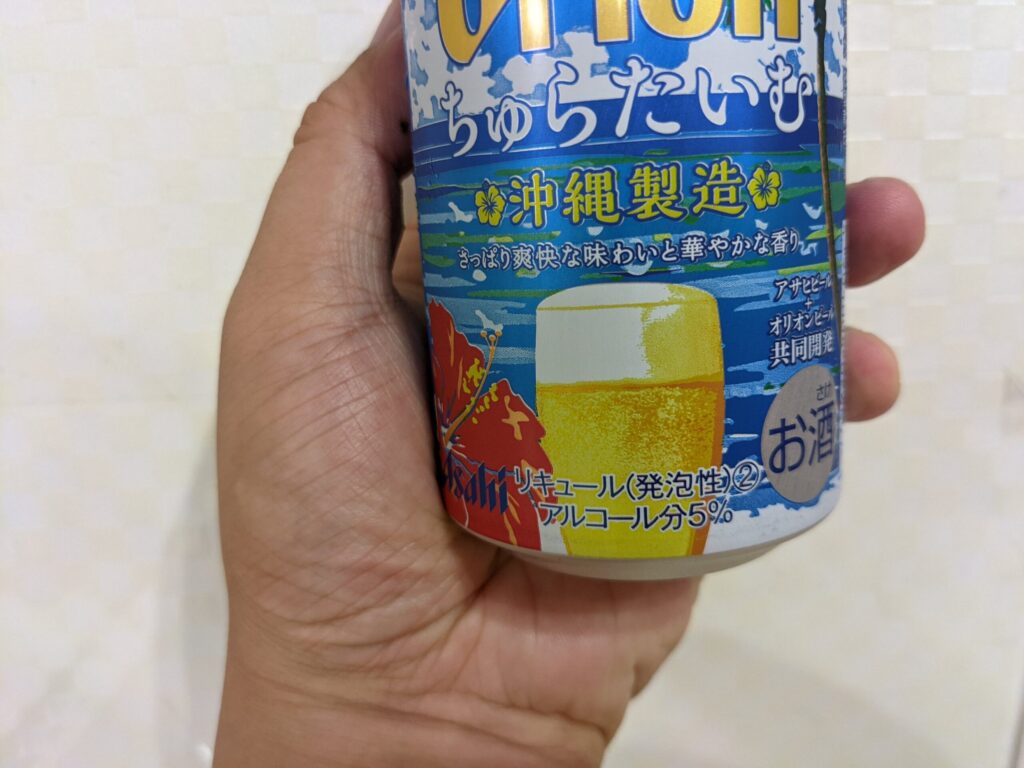 Orion
ちゅらたいむ
沖縄製造
さっぱり爽快な味わいと華やかな香り
アサヒビール
+
オリオンビール
共同開発
さけ
お酒
Asahi
リキュール(発泡性)②
アルコール分5%